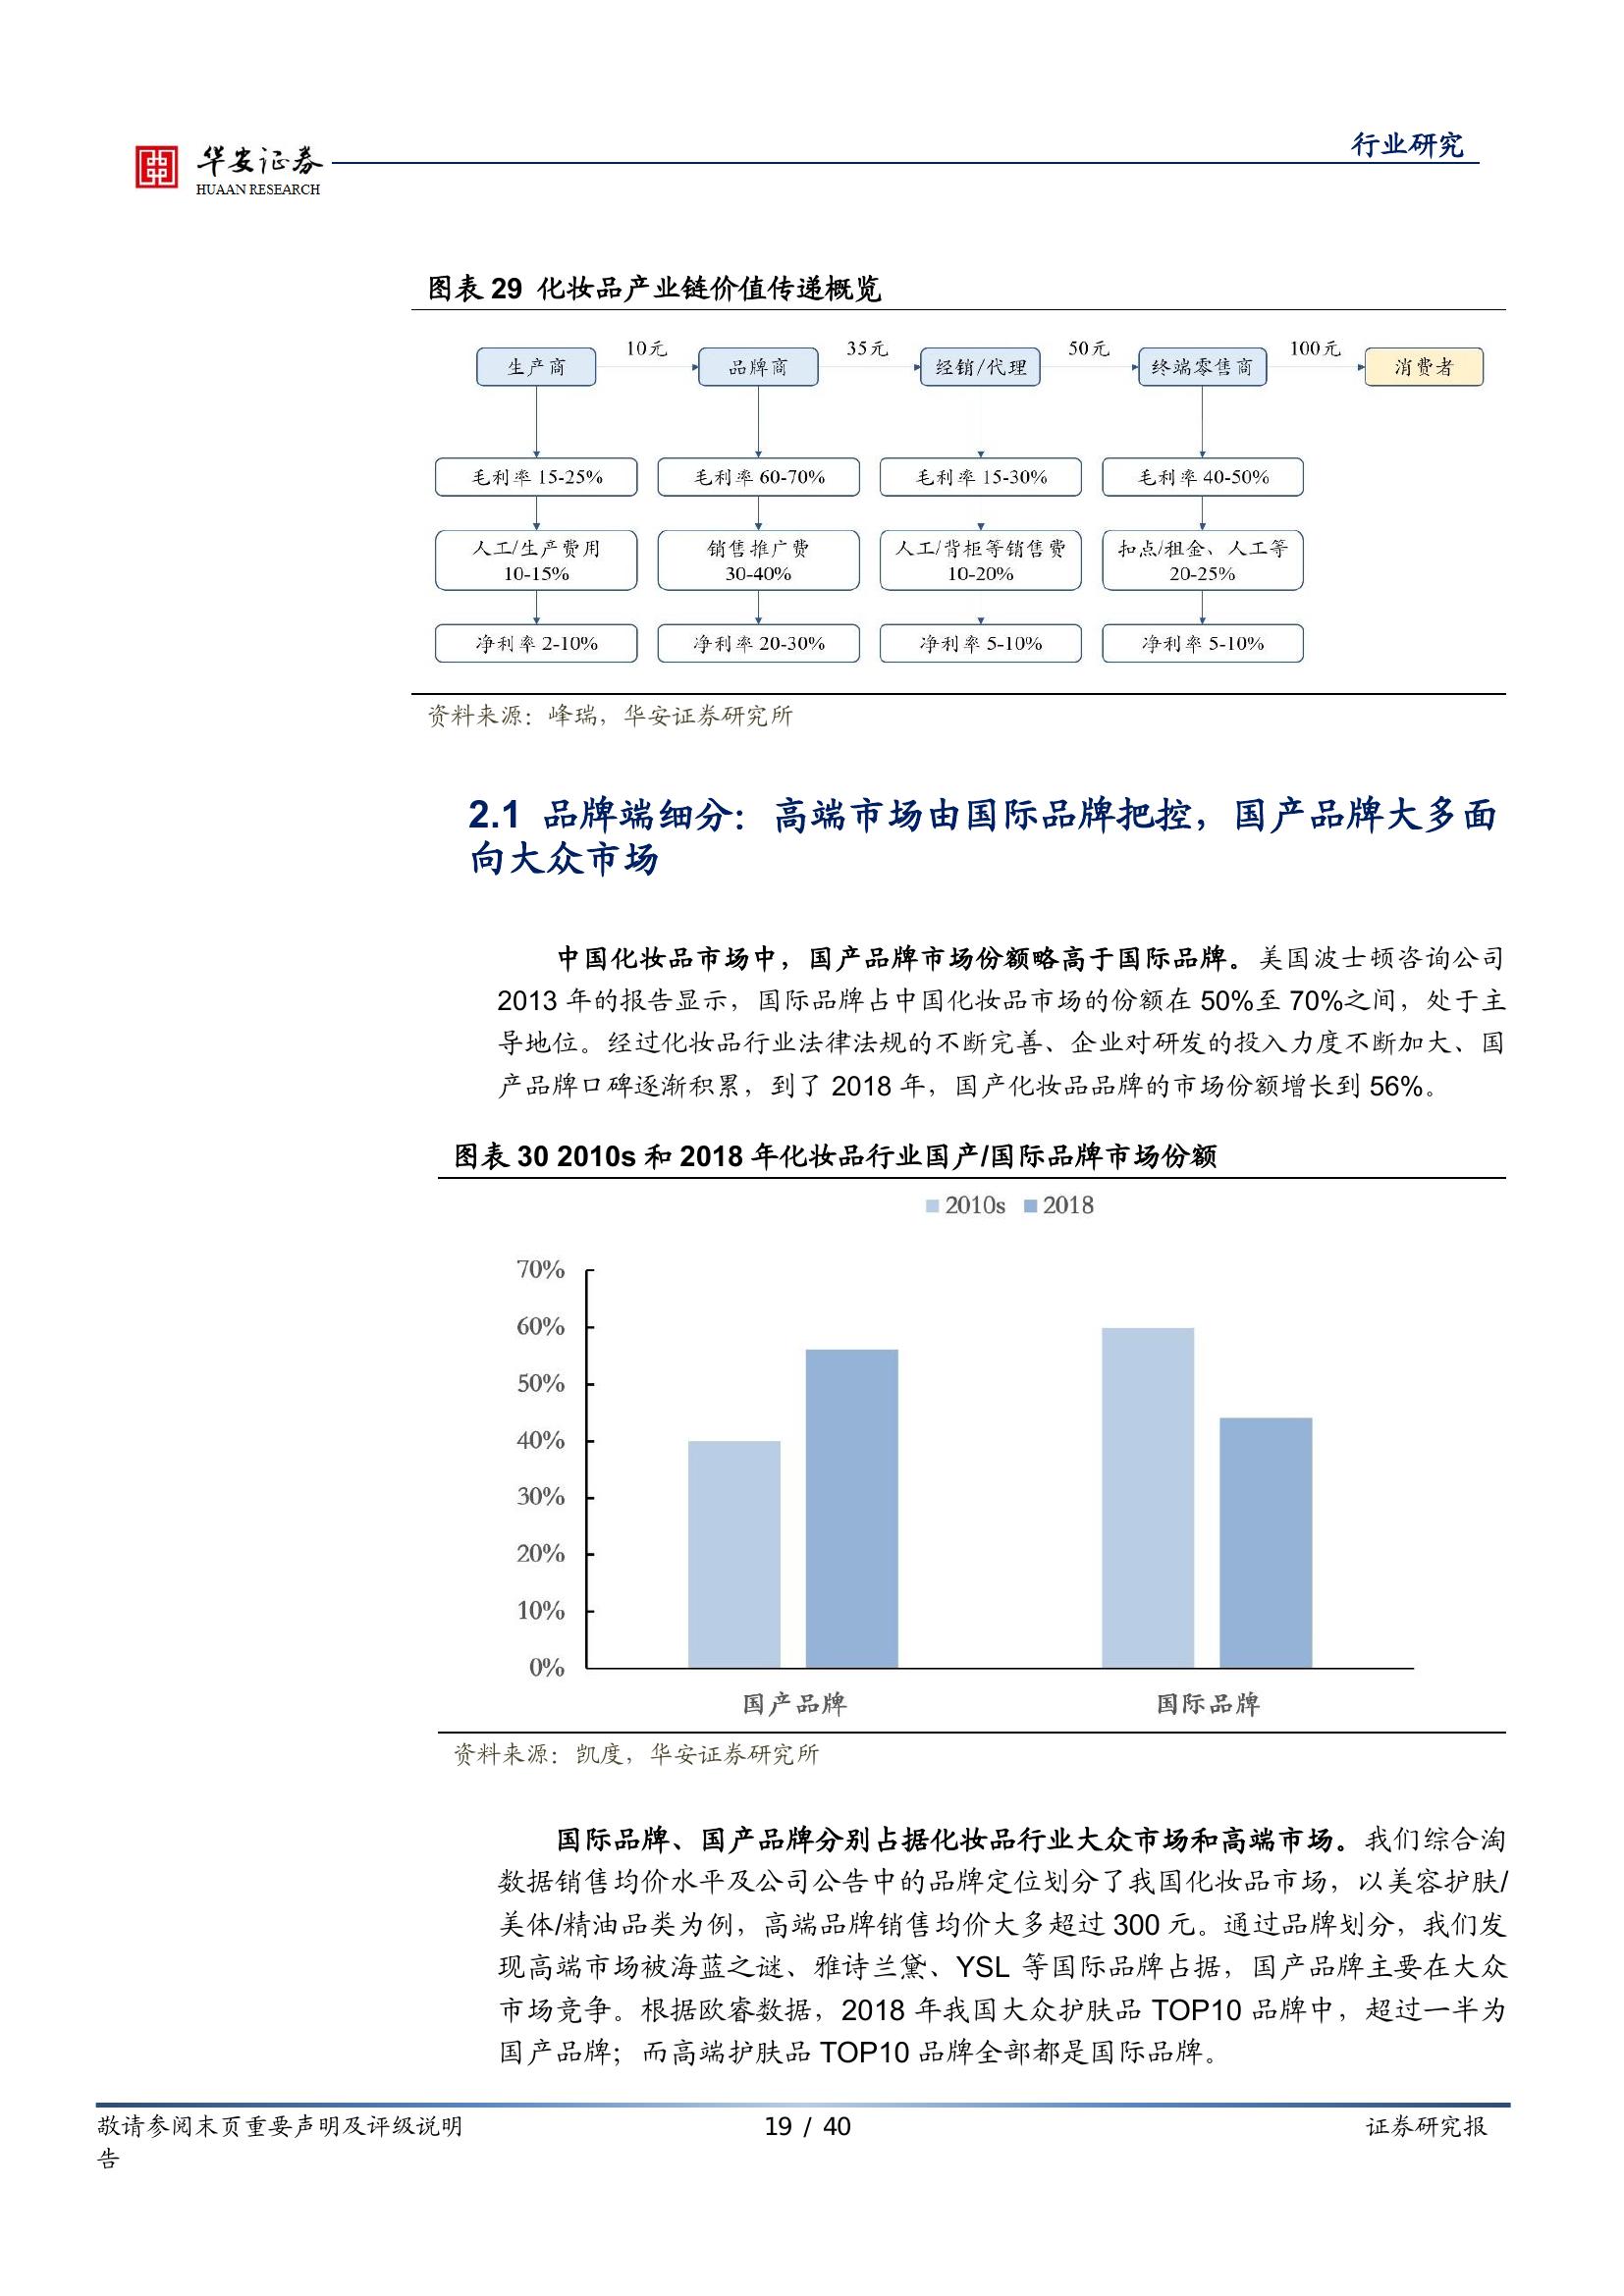 华安证券
HUAAN RESEARCH
行业研究
图表 29 化妆品产业链价值传递概览
生产商 10元 品牌商 35元 经销/代理 50元 终端零售商 100元 消费者
毛利率 15-25% 毛利率 60-70% 毛利率 15-30% 毛利率 40-50%
人工/生产费用 销售推广费 人工/背柜等销售费 扣点/租金、人工等
10-15% 30-40% 10-20% 20-25%
净利率 2-10% 净利率 20-30% 净利率 5-10% 净利率 5-10%
资料来源：峰瑞，华安证券研究所
2.1 品牌端细分：高端市场由国际品牌把控，国产品牌大多面
向大众市场
中国化妆品市场中，国产品牌市场份额略高于国际品牌。美国波士顿咨询公司
2013 年的报告显示，国际品牌占中国化妆品市场的份额在 50%至 70%之间，处于主
导地位。经过化妆品行业法律法规的不断完善、企业对研发的投入力度不断加大、国
产品牌口碑逐渐积累，到了 2018 年，国产化妆品品牌的市场份额增长到 56%。
图表 30 2010s 和 2018 年化妆品行业国产/国际品牌市场份额
2010s 2018
70%
60%
50%
40%
30%
20%
10%
0%
国产品牌 国际品牌
资料来源：凯度，华安证券研究所
国际品牌、国产品牌分别占据化妆品行业大众市场和高端市场。我们综合淘
数据销售均价水平及公司公告中的品牌定位划分了我国化妆品市场，以美容护肤/
美体/精油品类为例，高端品牌销售均价大多超过 300 元。通过品牌划分，我们发
现高端市场被海蓝之谜、雅诗兰黛、YSL 等国际品牌占据，国产品牌主要在大众
市场竞争。根据欧睿数据，2018 年我国大众护肤品 TOP10 品牌中，超过一半为
国产品牌；而高端护肤品 TOP10 品牌全部都是国际品牌。
敬请参阅末页重要声明及评级说明 19 / 40 证券研究报
告